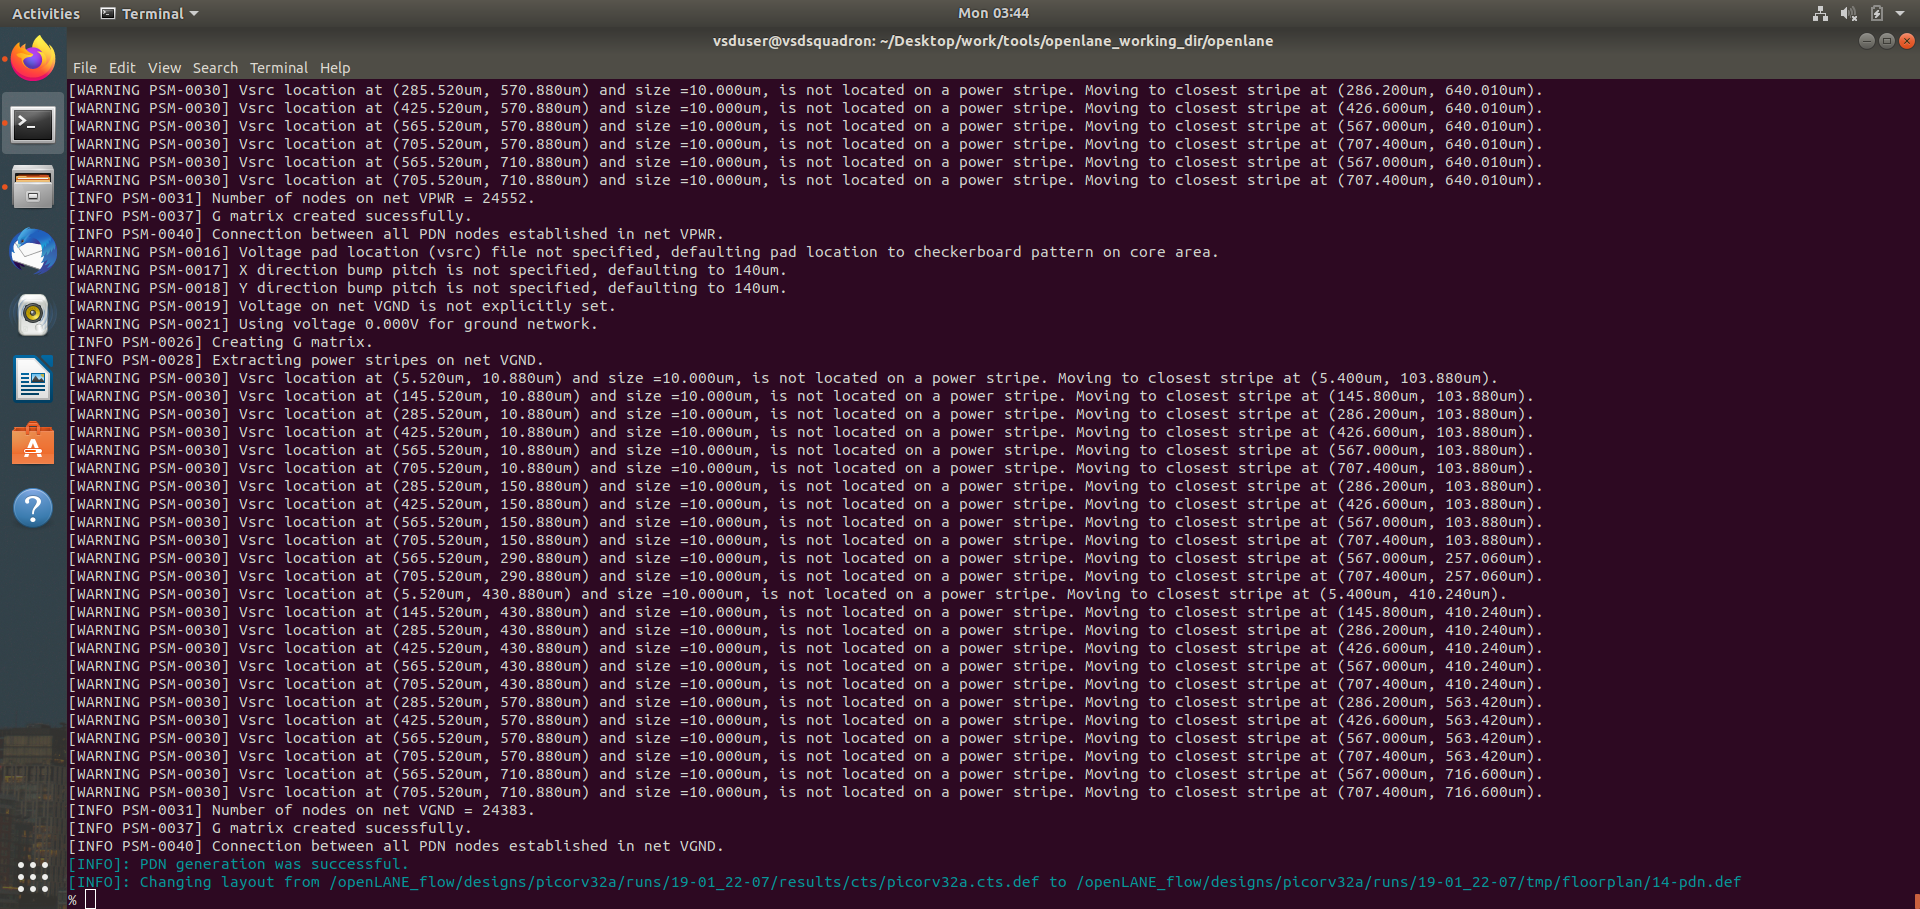 Activities
Terminal
Mon 03:44
vsduser@vsdsquadron: ~/Desktop/work/tools/openlane_working_dir/openlane
File Edit View Search Terminal Help
[WARNING PSM-0030] Vsrc location at (285.520um, 570.880um) and size =10.000um, is not located on a power stripe. Moving to closest stripe at (286.200um, 640.010um).
[WARNING PSM-0030] Vsrc location at (425.520um, 570.880um) and size =10.000um, is not located on a power stripe. Moving to closest stripe at (426.600um, 640.010um).
[WARNING PSM-0030] Vsrc location at (565.520um, 570.880um) and size =10.000um, is not located on a power stripe. Moving to closest stripe at (567.000um, 640.010um).
[WARNING PSM-0030] Vsrc location at (705.520um, 570.880um) and size =10.000um, is not located on a power stripe. Moving to closest stripe at (707.400um, 640.010um).
[WARNING PSM-0030] Vsrc location at (565.520um, 710.880um) and size =10.000um, is not located on a power stripe. Moving to closest stripe at (567.000um, 640.010um).
[WARNING PSM-0030] Vsrc location at (705.520um, 710.880um) and size =10.000um, is not located on a power stripe. Moving to closest stripe at (707.400um, 640.010um).
[INFO PSM-0031] Number of nodes on net VPWR = 24552.
[INFO PSM-0037] G matrix created sucessfully.
[INFO PSM-0040] Connection between all PDN nodes established in net VPWR.
[WARNING PSM-0016] Voltage pad location (vsrc) file not specified, defaulting pad location to checkerboard pattern on core area.
[WARNING PSM-0017] X direction bump pitch is not specified, defaulting to 140um.
[WARNING PSM-0018] Y direction bump pitch is not specified, defaulting to 140um.
[WARNING PSM-0019] Voltage on net VGND is not explicitly set.
[WARNING PSM-0021] Using voltage 0.000V for ground network.
[INFO PSM-0026] Creating G matrix.
[INFO PSM-0028] Extracting power stripes on net VGND.
[WARNING PSM-0030] Vsrc location at (5.520um, 10.880um) and size =10.000um, is not located on a power stripe. Moving to closest stripe at (5.400um, 103.880um).
[WARNING PSM-0030] Vsrc location at (145.520um, 10.880um) and size =10.000um, is not located on a power stripe. Moving to closest stripe at (145.800um, 103.880um).
[WARNING PSM-0030] Vsrc location at (285.520um, 10.880um) and size =10.000um, is not located on a power stripe. Moving to closest stripe at (286.200um, 103.880um).
[WARNING PSM-0030] Vsrc location at (425.520um, 10.880um) and size =10.000um, is not located on a power stripe. Moving to closest stripe at (426.600um, 103.880um).
[WARNING PSM-0030] Vsrc location at (565.520um, 10.880um) and size =10.000um, is not located on a power stripe. Moving to closest stripe at (567.000um, 103.880um).
[WARNING PSM-0030] Vsrc location at (705.520um, 10.880um) and size =10.000um, is not located on a power stripe. Moving to closest stripe at (707.400um, 103.880um).
[WARNING PSM-0030] Vsrc location at (285.520um, 150.880um) and size =10.000um, is not located on a power stripe. Moving to closest stripe at (286.200um, 103.880um).
[WARNING PSM-0030] Vsrc location at (425.520um, 150.880um) and size =10.000um, is not located on a power stripe. Moving to closest stripe at (426.600um, 103.880um).
[WARNING PSM-0030] Vsrc location at (565.520um, 150.880um) and size =10.000um, is not located on a power stripe. Moving to closest stripe at (567.000um, 103.880um).
[WARNING PSM-0030] Vsrc location at (705.520um, 150.880um) and size =10.000um, is not located on a power stripe. Moving to closest stripe at (707.400um, 103.880um).
[WARNING PSM-0030] Vsrc location at (565.520um, 290.880um) and size =10.000um, is not located on a power stripe. Moving to closest stripe at (567.000um, 257.060um).
[WARNING PSM-0030] Vsrc location at (705.520um, 290.880um) and size =10.000um, is not located on a power stripe. Moving to closest stripe at (707.400um, 257.060um).
[WARNING PSM-0030] Vsrc location at (5.520um, 430.880um) and size =10.000um, is not located on a power stripe. Moving to closest stripe at (5.400um, 410.240um).
[WARNING PSM-0030] Vsrc location at (145.520um, 430.880um) and size =10.000um, is not located on a power stripe. Moving to closest stripe at (145.800um, 410.240um).
[WARNING PSM-0030] Vsrc location at (285.520um, 430.880um) and size =10.000um, is not located on a power stripe. Moving to closest stripe at (286.200um, 410.240um).
[WARNING PSM-0030] Vsrc location at (425.520um, 430.880um) and size =10.000um, is not located on a power stripe. Moving to closest stripe at (426.600um, 410.240um).
[WARNING PSM-0030] Vsrc location at (565.520um, 430.880um) and size =10.000um, is not located on a power stripe. Moving to closest stripe at (567.000um, 410.240um).
[WARNING PSM-0030] Vsrc location at (705.520um, 430.880um) and size =10.000um, is not located on a power stripe. Moving to closest stripe at (707.400um, 410.240um).
[WARNING PSM-0030] Vsrc location at (285.520um, 570.880um) and size =10.000um, is not located on a power stripe. Moving to closest stripe at (286.200um, 563.420um).
[WARNING PSM-0030] Vsrc location at (425.520um, 570.880um) and size =10.000um, is not located on a power stripe. Moving to closest stripe at (426.600um, 563.420um).
[WARNING PSM-0030] Vsrc location at (565.520um, 570.880um) and size =10.000um, is not located on a power stripe. Moving to closest stripe at (567.000um, 563.420um).
[WARNING PSM-0030] Vsrc location at (705.520um, 570.880um) and size =10.000um, is not located on a power stripe. Moving to closest stripe at (707.400um, 563.420um).
[WARNING PSM-0030] Vsrc location at (565.520um, 710.880um) and size =10.000um, is not located on a power stripe. Moving to closest stripe at (567.000um, 716.600um).
[WARNING PSM-0030] Vsrc location at (705.520um, 710.880um) and size =10.000um, is not located on a power stripe. Moving to closest stripe at (707.400um, 716.600um).
[INFO PSM-0031] Number of nodes on net VGND = 24383.
[INFO PSM-0037] G matrix created sucessfully.
[INFO PSM-0040] Connection between all PDN nodes established in net VGND.
[INFO]: PDN generation was successful.
[INFO]: Changing layout from /openLANE_flow/designs/picorv32a/runs/19-01_22-07/results/cts/picorv32a.cts.def to /openLANE_flow/designs/picorv32a/runs/19-01_22-07/tmp/floorplan/14-pdn.def
%